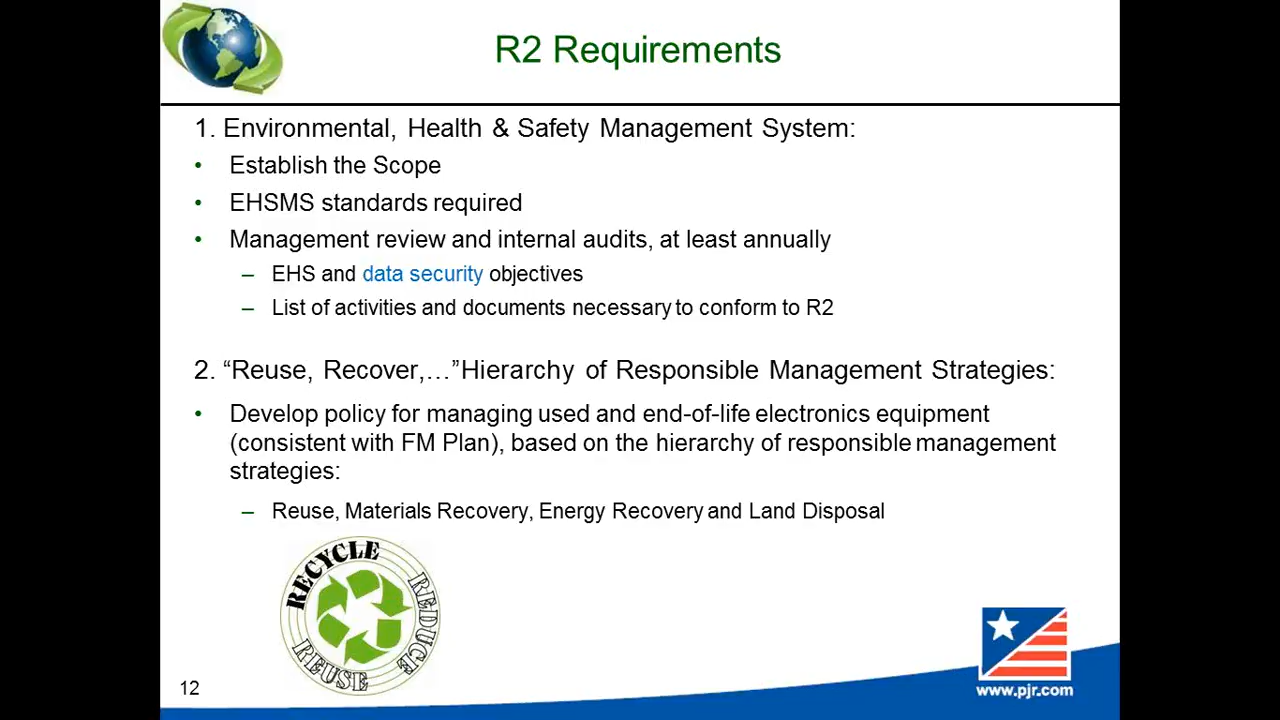 R2 Requirements
1. Environmental, Health & Safety Management System:
• Establish the Scope
• EHSMS standards required
• Management review and internal audits, at least annually
– EHS and data security objectives
– List of activities and documents necessary to conform to R2
2. “Reuse, Recover,…”Hierarchy of Responsible Management Strategies:
• Develop policy for managing used and end-of-life electronics equipment
(consistent with FM Plan), based on the hierarchy of responsible management
strategies:
– Reuse, Materials Recovery, Energy Recovery and Land Disposal
RECYCLE
REDUCE
REUSE
12
www.pjr.com